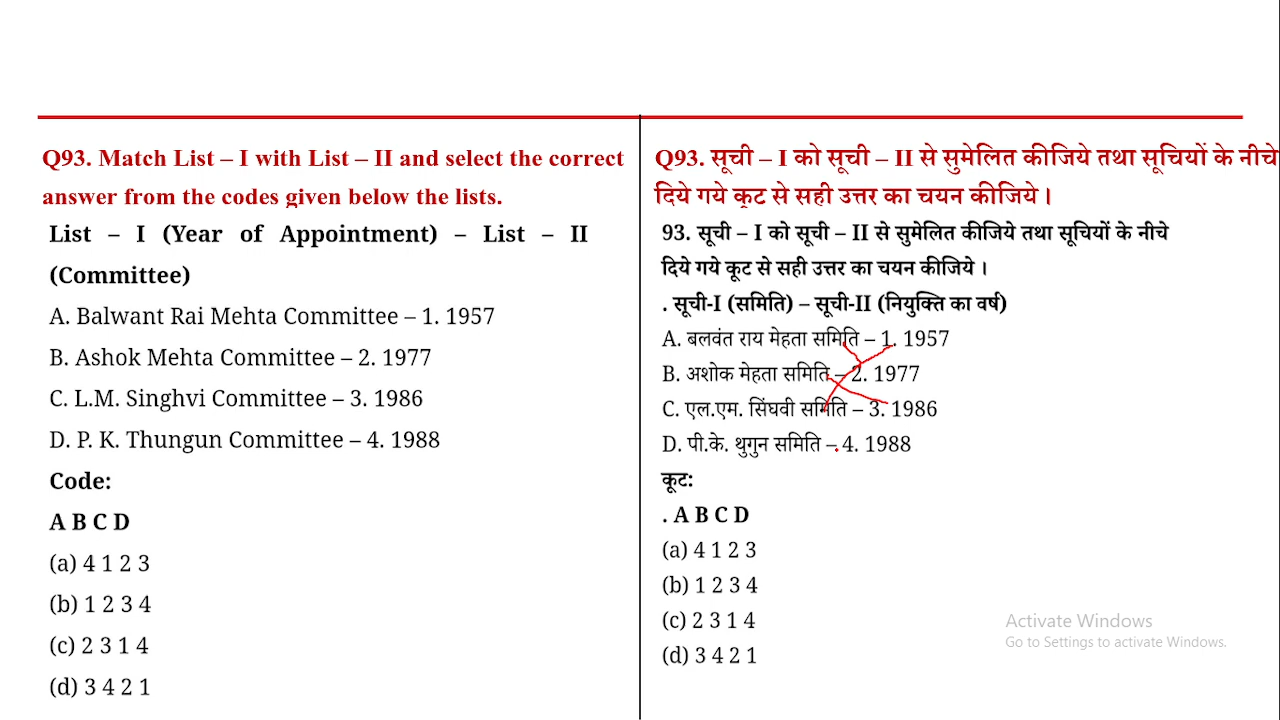 Q93. Match List – I with List – II and select the correct
answer from the codes given below the lists.
List – I (Year of Appointment) – List – II
(Committee)
A. Balwant Rai Mehta Committee – 1. 1957
B. Ashok Mehta Committee – 2. 1977
C. L.M. Singhvi Committee – 3. 1986
D. P. K. Thungun Committee – 4. 1988
Code:
A B C D
(a) 4 1 2 3
(b) 1 2 3 4
(c) 2 3 1 4
(d) 3 4 2 1
Q93. सूची – I को सूची – II से सुमेलित कीजिये तथा सूचियों के नीचे
दिये गये कूट से सही उत्तर का चयन कीजिये।
93. सूची – I को सूची – II से सुमेलित कीजिये तथा सूचियों के नीचे
दिये गये कूट से सही उत्तर का चयन कीजिये।
. सूची-I (समिति) – सूची-II (नियुक्ति का वर्ष)
A. बलवंत राय मेहता समिति – 1. 1957
B. अशोक मेहता समिति – 2. 1977
C. एल.एम. सिंघवी समिति – 3. 1986
D. पी.के. थुगुन समिति – 4. 1988
कूट:
. A B C D
(a) 4 1 2 3
(b) 1 2 3 4
(c) 2 3 1 4
(d) 3 4 2 1
Activate Windows
Go to Settings to activate Windows.